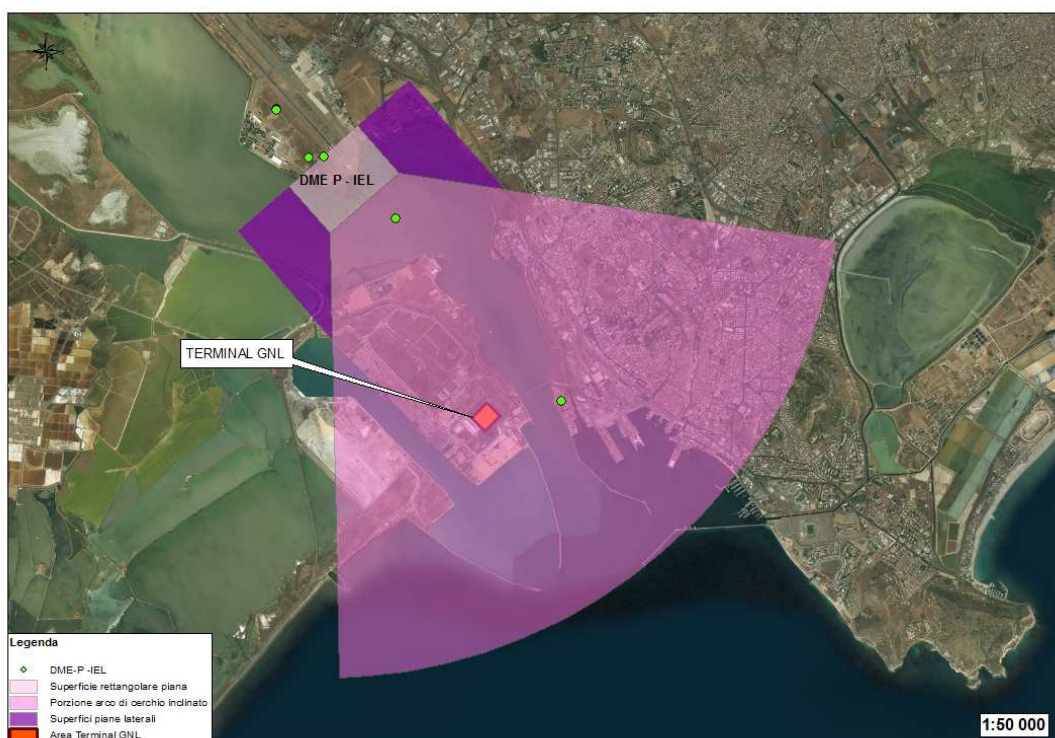 DME P - IEL
TERMINAL GNL
Legenda
DME-P -IEL
Superficie rettangolare piana
Porzione arco di cerchio inclinato
Superfici piane laterali
Area Terminal GNL
1:50 000